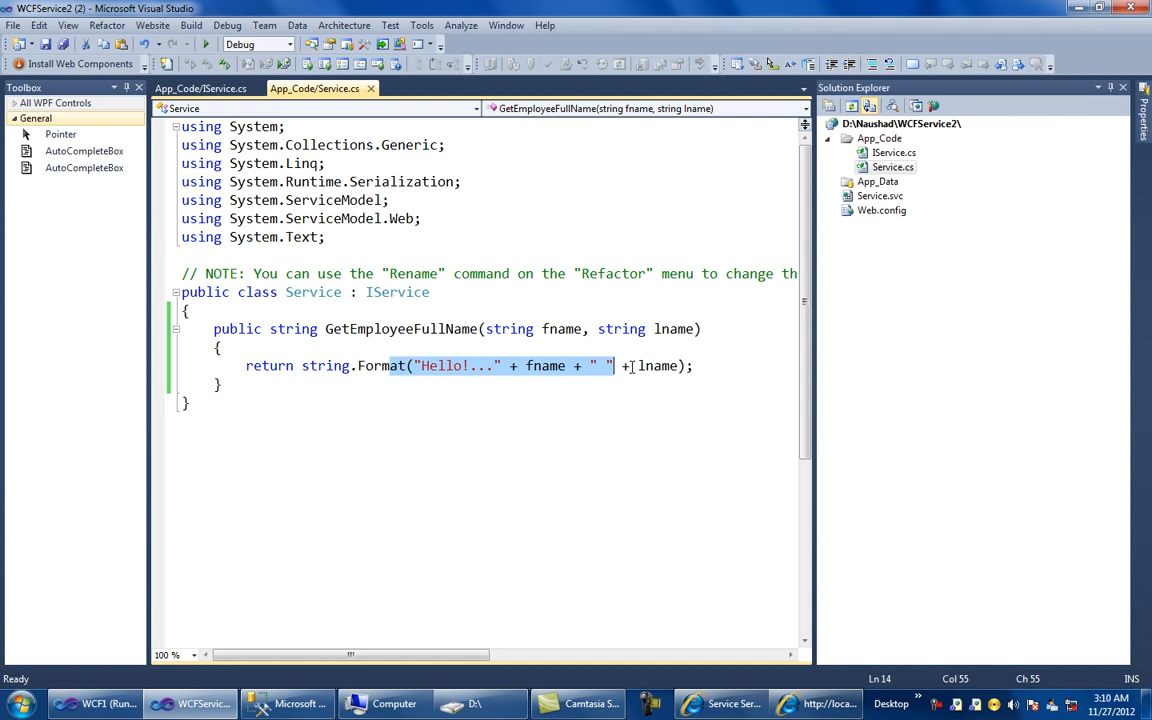 WCFService2 (2) - Microsoft Visual Studio
File Edit View Refactor Website Build Debug Team Data Architecture Test Tools Analyze Window Help
Debug
Install Web Components
Toolbox
All WPF Controls
General
Pointer
AutoCompleteBox
AutoCompleteBox
App_Code/IService.cs App_Code/Service.cs
Service GetEmployeeFullName(string fname, string lname)
using System;
using System.Collections.Generic;
using System.Linq;
using System.Runtime.Serialization;
using System.ServiceModel;
using System.ServiceModel.Web;
using System.Text;
// NOTE: You can use the "Rename" command on the "Refactor" menu to change th
public class Service : IService
{
public string GetEmployeeFullName(string fname, string lname)
{
return string.Format("Hello!..." + fname + " " + lname);
}
}
100 %
Solution Explorer
D:\Naushad\WCFService2\
App_Code
IService.cs
Service.cs
App_Data
Service.svc
Web.config
Properties
Ready Ln 14 Col 55 Ch 55 INS
WCF1 (Run... WCFServic... Microsoft ... Computer D:\ Camtasia S... Service Ser... http://loca... Desktop » 3:10 AM
11/27/2012